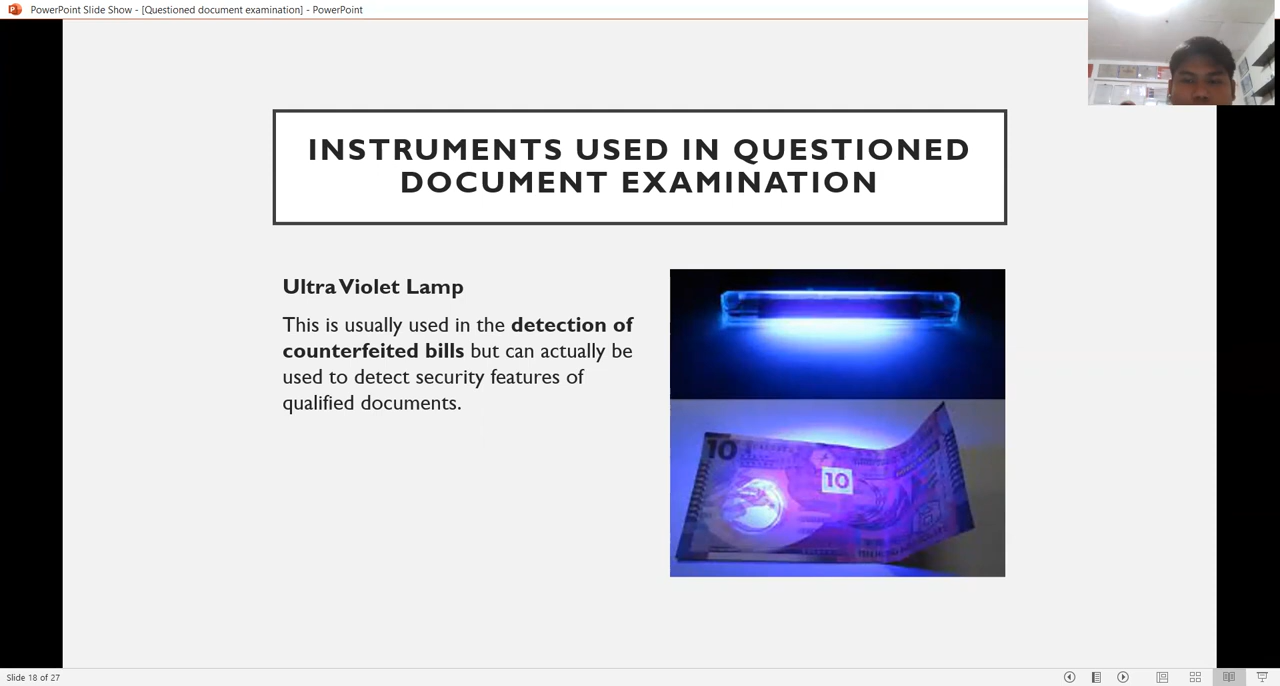 PowerPoint Slide Show - [Questioned document examination] - PowerPoint
INSTRUMENTS USED IN QUESTIONED
DOCUMENT EXAMINATION
Ultra Violet Lamp
This is usually used in the detection of
counterfeited bills but can actually be
used to detect security features of
qualified documents.
10
10
Slide 18 of 27